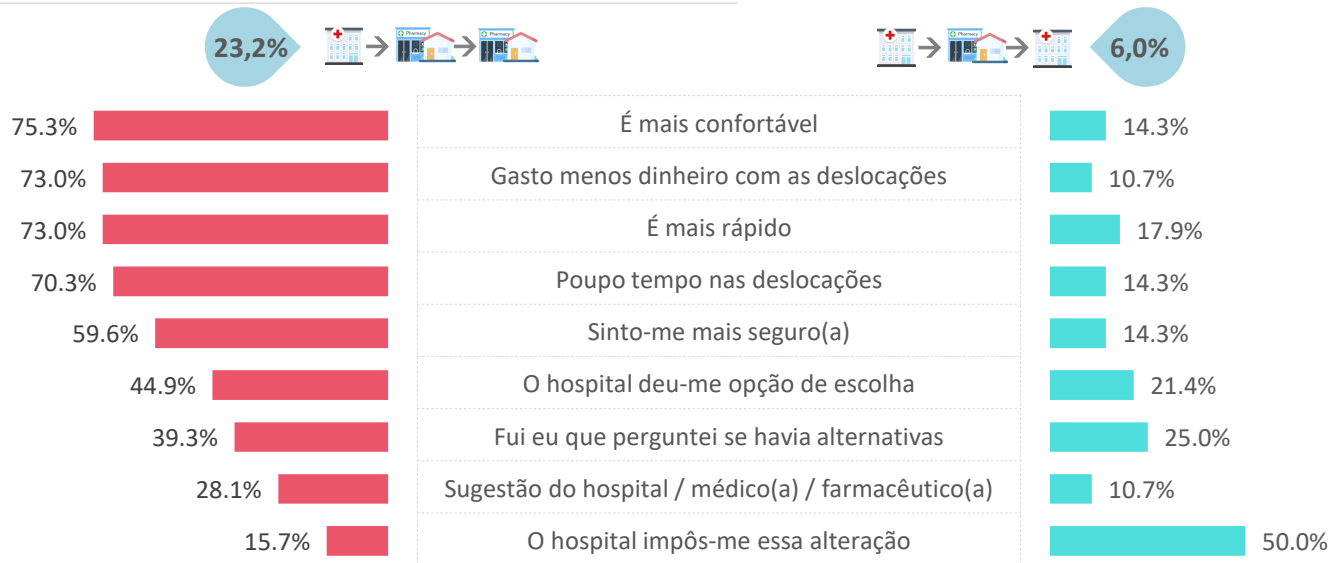 23,2%
Pharmacy
Pharmacy
Pharmacy
6,0%
75.3% É mais confortável 14.3%
73.0% Gasto menos dinheiro com as deslocações 10.7%
73.0% É mais rápido 17.9%
70.3% Poupo tempo nas deslocações 14.3%
59.6% Sinto-me mais seguro(a) 14.3%
44.9% O hospital deu-me opção de escolha 21.4%
39.3% Fui eu que perguntei se havia alternativas 25.0%
28.1% Sugestão do hospital / médico(a) / farmacêutico(a) 10.7%
15.7% O hospital impôs-me essa alteração 50.0%